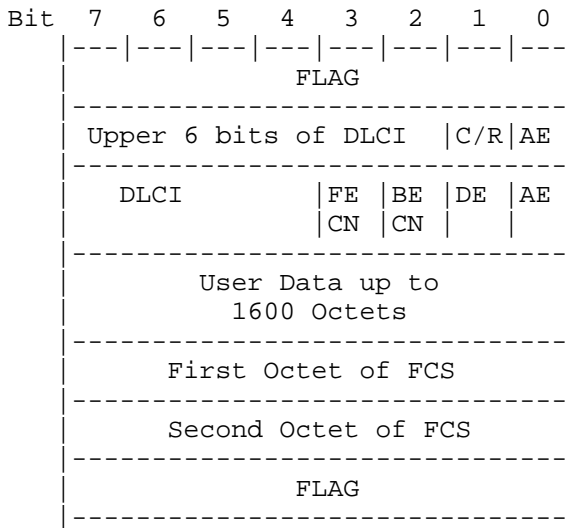 Bit 7 6 5 4 3 2 1 0
|---|---|---|---|---|---|---|---
| FLAG
|-------------------------------
| Upper 6 bits of DLCI |C/R|AE
|-------------------------------
| DLCI |FE |BE |DE |AE
| |CN |CN | |
|-------------------------------
| User Data up to
| 1600 Octets
|-------------------------------
| First Octet of FCS
|-------------------------------
| Second Octet of FCS
|-------------------------------
| FLAG
|-------------------------------